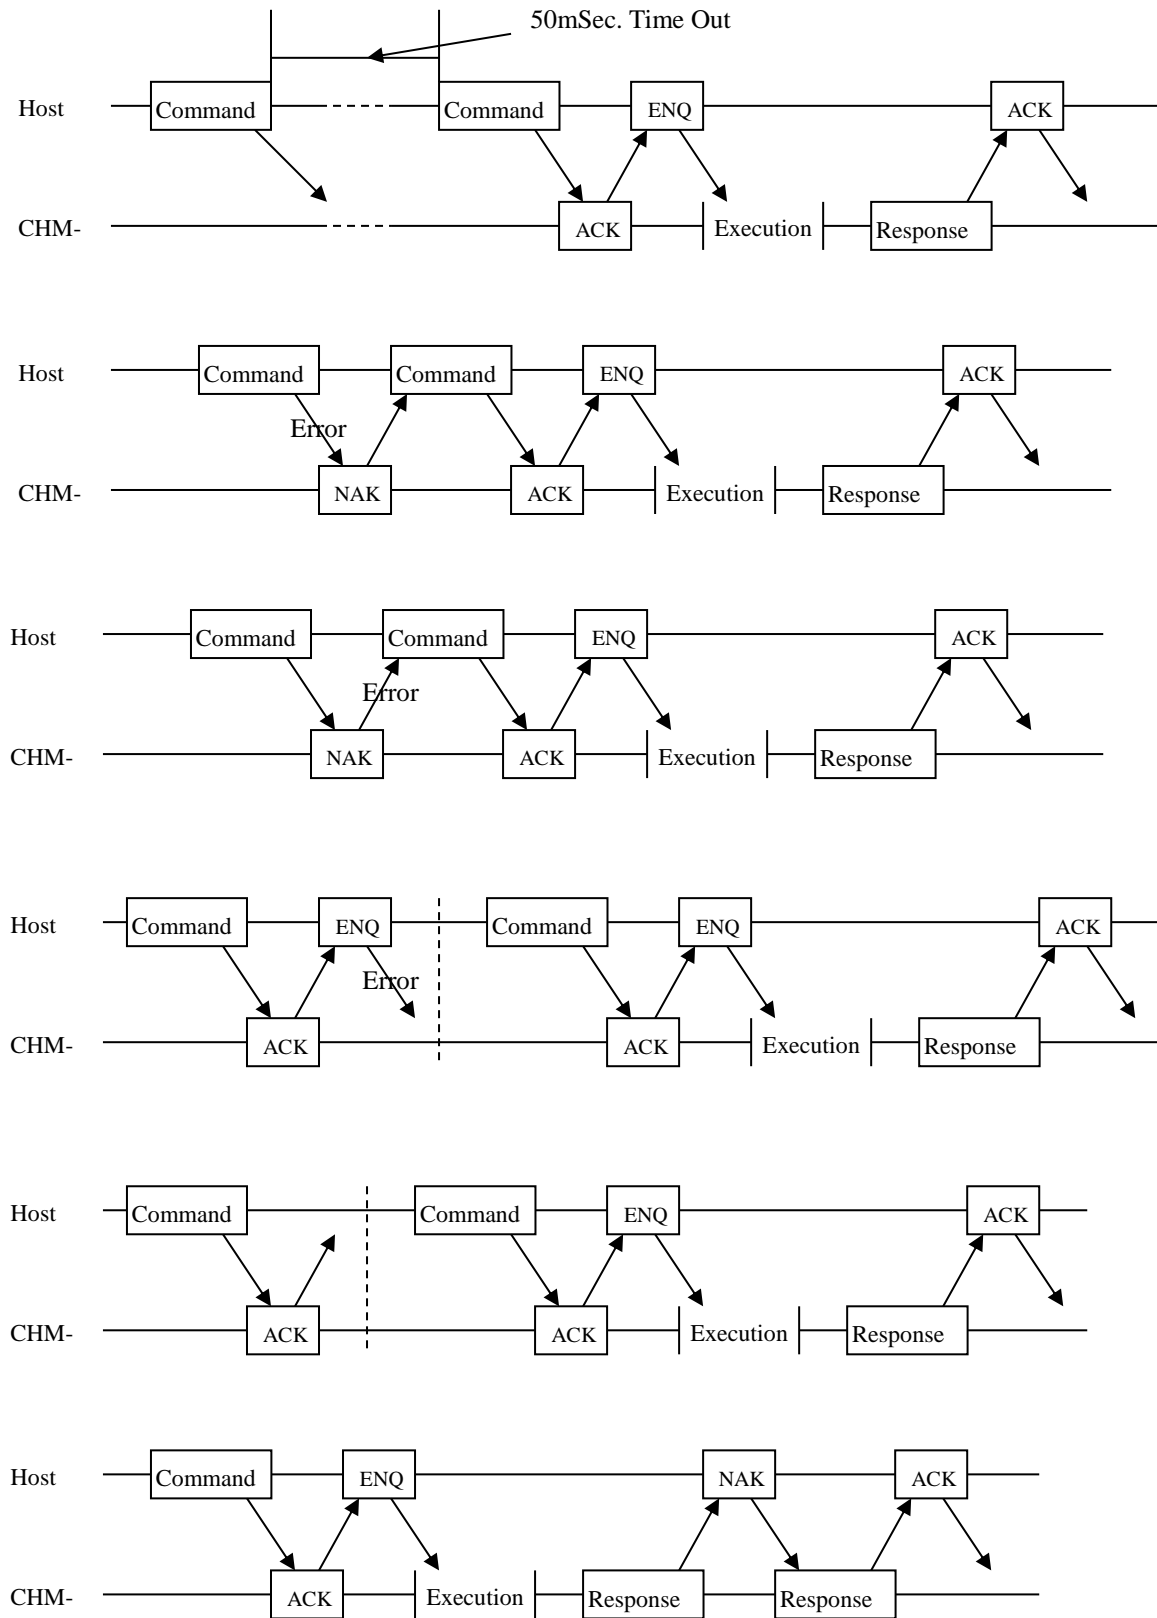 50mSec. Time Out
Host Command Command ENQ ACK
CHM- ACK Execution Response
Host Command Command ENQ ACK
Error
CHM- NAK ACK Execution Response
Host Command Command ENQ ACK
Error
CHM- NAK ACK Execution Response
Host Command ENQ Command ENQ ACK
Error
CHM- ACK ACK Execution Response
Host Command Command ENQ ACK
CHM- ACK ACK Execution Response
Host Command ENQ NAK ACK
CHM- ACK Execution Response Response